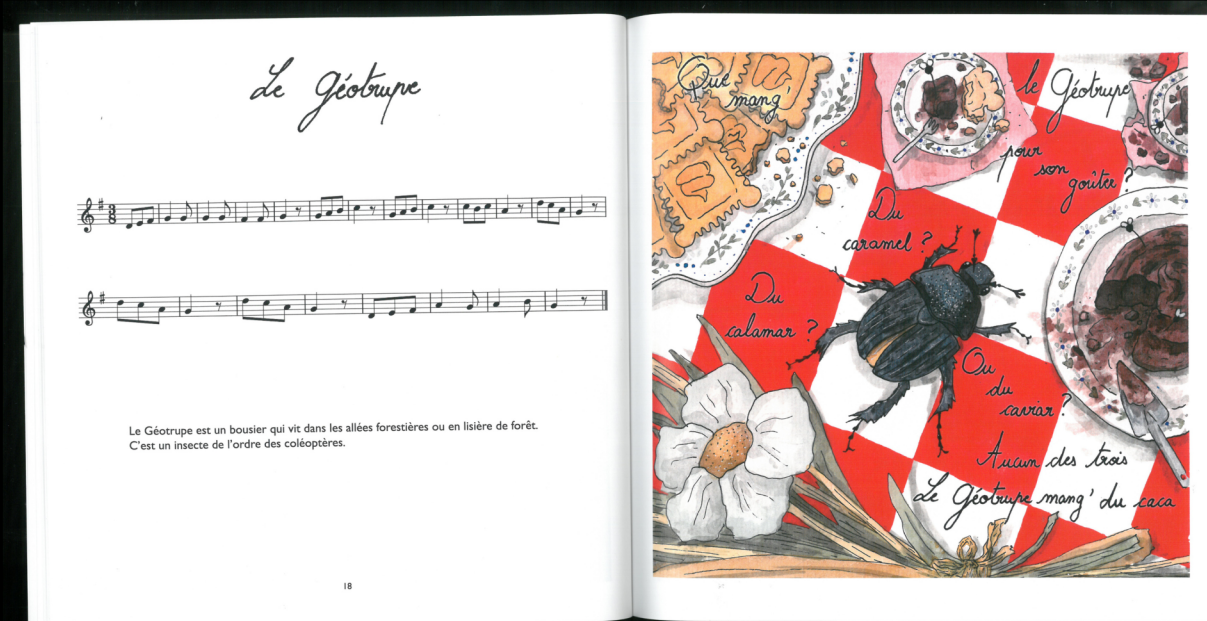 Le Géotrupe
3
8
Le Géotrupe est un bousier qui vit dans les allées forestières ou en lisière de forêt.
C'est un insecte de l'ordre des coléoptères.
18
Que
mang'
le Géotrupe
pour
son
goûter ?
Du
caramel ?
Du
calamar ?
Ou
du
caviar ?
Aucun des trois
Le Géotrupe mang' du caca